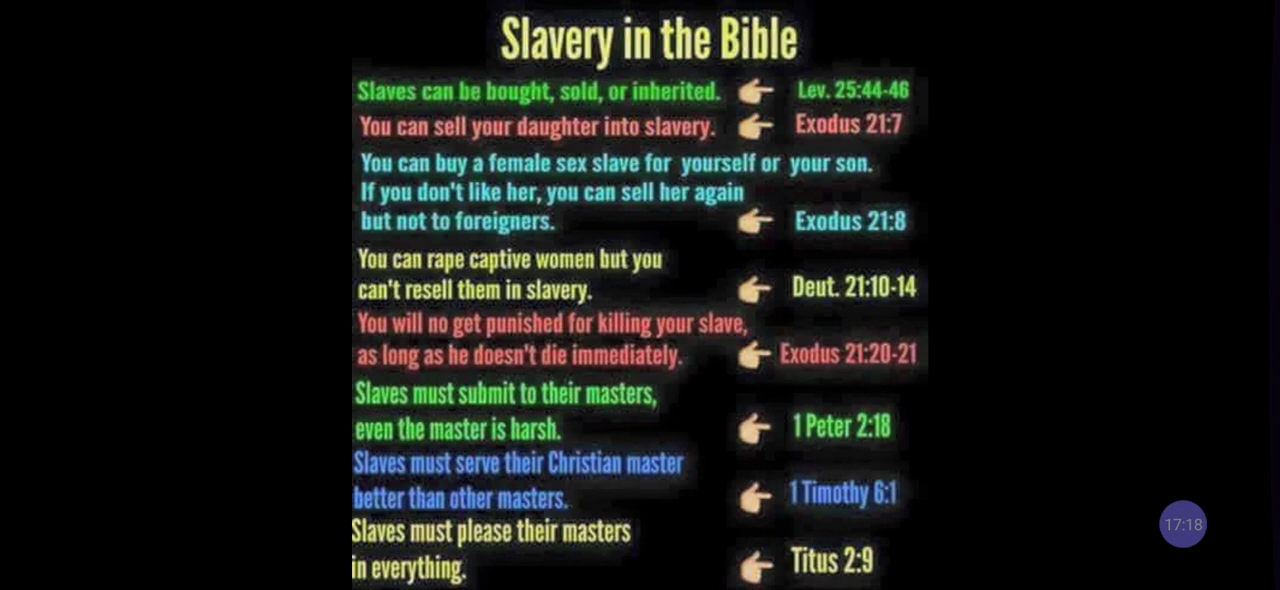 Slavery in the Bible
Slaves can be bought, sold, or inherited. Lev. 25:44-46
You can sell your daughter into slavery. Exodus 21:7
You can buy a female sex slave for yourself or your son.
If you don't like her, you can sell her again
but not to foreigners. Exodus 21:8
You can rape captive women but you
can't resell them in slavery. Deut. 21:10-14
You will no get punished for killing your slave,
as long as he doesn't die immediately. Exodus 21:20-21
Slaves must submit to their masters,
even the master is harsh. 1 Peter 2:18
Slaves must serve their Christian master
better than other masters. 1 Timothy 6:1
Slaves must please their masters
in everything. Titus 2:9
17:18